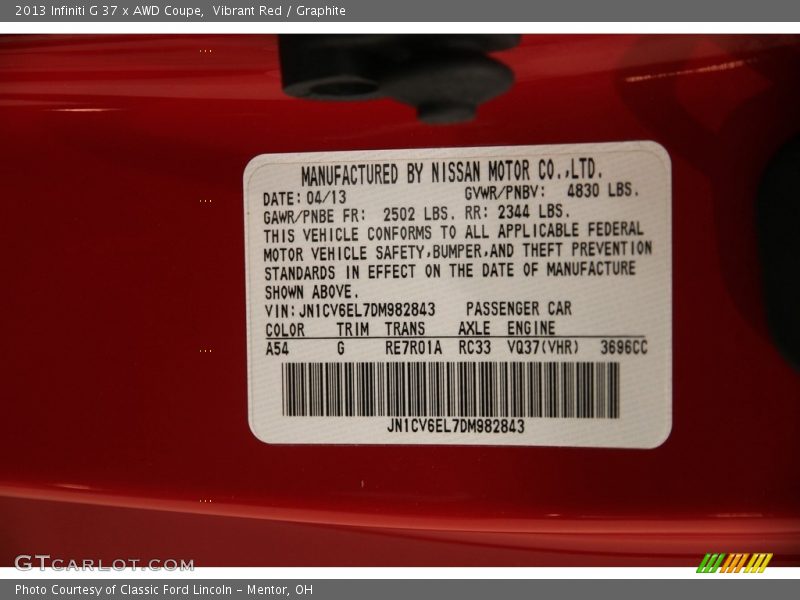 2013 Infiniti G 37 x AWD Coupe,  Vibrant Red / Graphite
MANUFACTURED BY NISSAN MOTOR CO.,LTD.
DATE: 04/13 GVWR/PNBV: 4830 LBS.
GAWR/PNBE FR: 2502 LBS. RR: 2344 LBS.
THIS VEHICLE CONFORMS TO ALL APPLICABLE FEDERAL
MOTOR VEHICLE SAFETY,BUMPER,AND THEFT PREVENTION
STANDARDS IN EFFECT ON THE DATE OF MANUFACTURE
SHOWN ABOVE.
VIN: JN1CV6EL7DM982843 PASSENGER CAR
COLOR TRIM TRANS AXLE ENGINE
A54 G RE7R01A RC33 VQ37(VHR) 3696CC
JN1CV6EL7DM982843
GTCARLOT.COM
Photo Courtesy of Classic Ford Lincoln - Mentor, OH